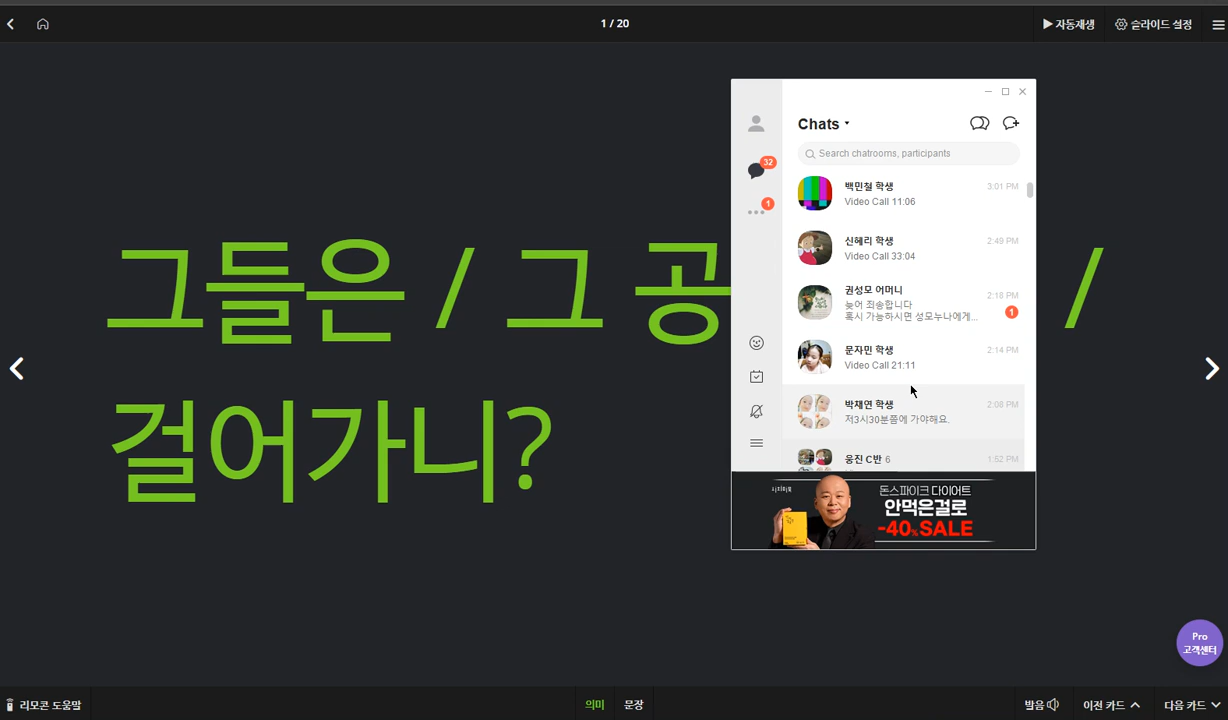 1 / 20
자동재생
슬라이드 설정
그들은 / 그 공
/
걸어가니?
Chats
Search chatrooms, participants
32
1
백민철 학생
3:01 PM
Video Call 11:06
신혜리 학생
2:49 PM
Video Call 33:04
권성모 어머니
2:18 PM
늦어 죄송합니다
혹시 가능하시면 성모누나에게...
1
문자민 학생
2:14 PM
Video Call 21:11
박채연 학생
2:08 PM
저3시30분쯤에 가야해요.
웅진 C반 6
1:52 PM
돈스파이크 다이어트
안먹은걸로
-40% SALE
Pro
고객센터
리모콘 도움말
의미
문장
발음
이전 카드
다음 카드